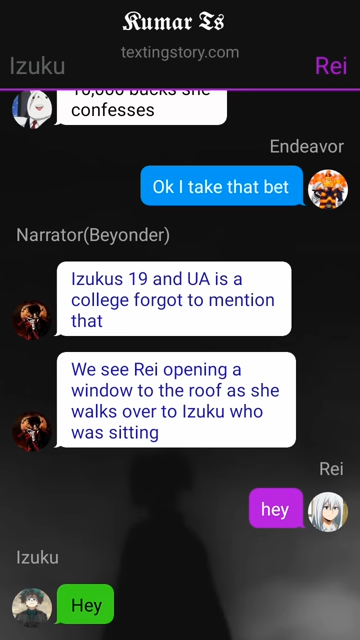 Kumar Ts
textingstory.com
Izuku
Rei
10,000 bucks she
confesses
Endeavor
Ok I take that bet
Narrator(Beyonder)
Izukus 19 and UA is a
college forgot to mention
that
We see Rei opening a
window to the roof as she
walks over to Izuku who
was sitting
Rei
hey
Izuku
Hey